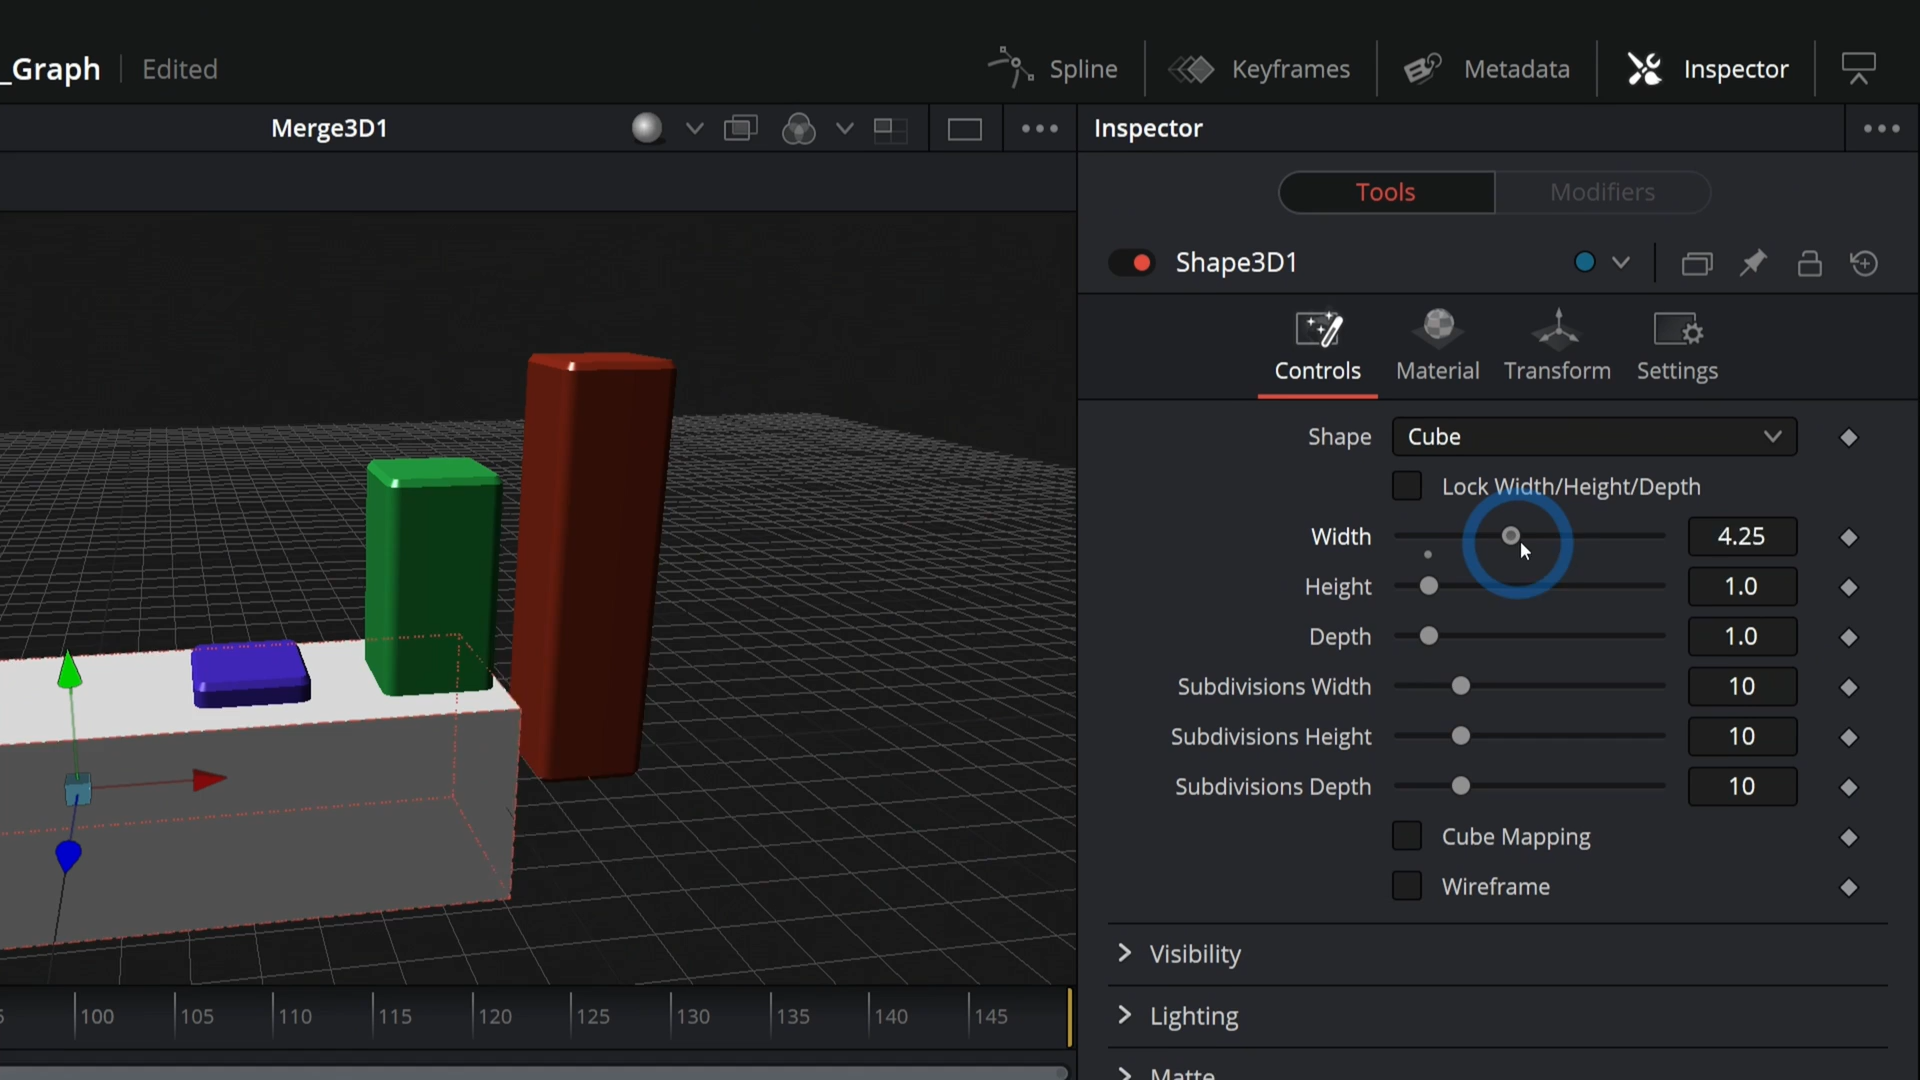 _Graph
Edited
Spline
Keyframes
Metadata
Inspector
Merge3D1
Inspector
Tools
Modifiers
Shape3D1
Controls
Material
Transform
Settings
Shape
Cube
Lock Width/Height/Depth
Width
4.25
Height
1.0
Depth
1.0
Subdivisions Width
10
Subdivisions Height
10
Subdivisions Depth
10
Cube Mapping
Wireframe
Visibility
Lighting
Matte
100
105
110
115
120
125
130
135
140
145